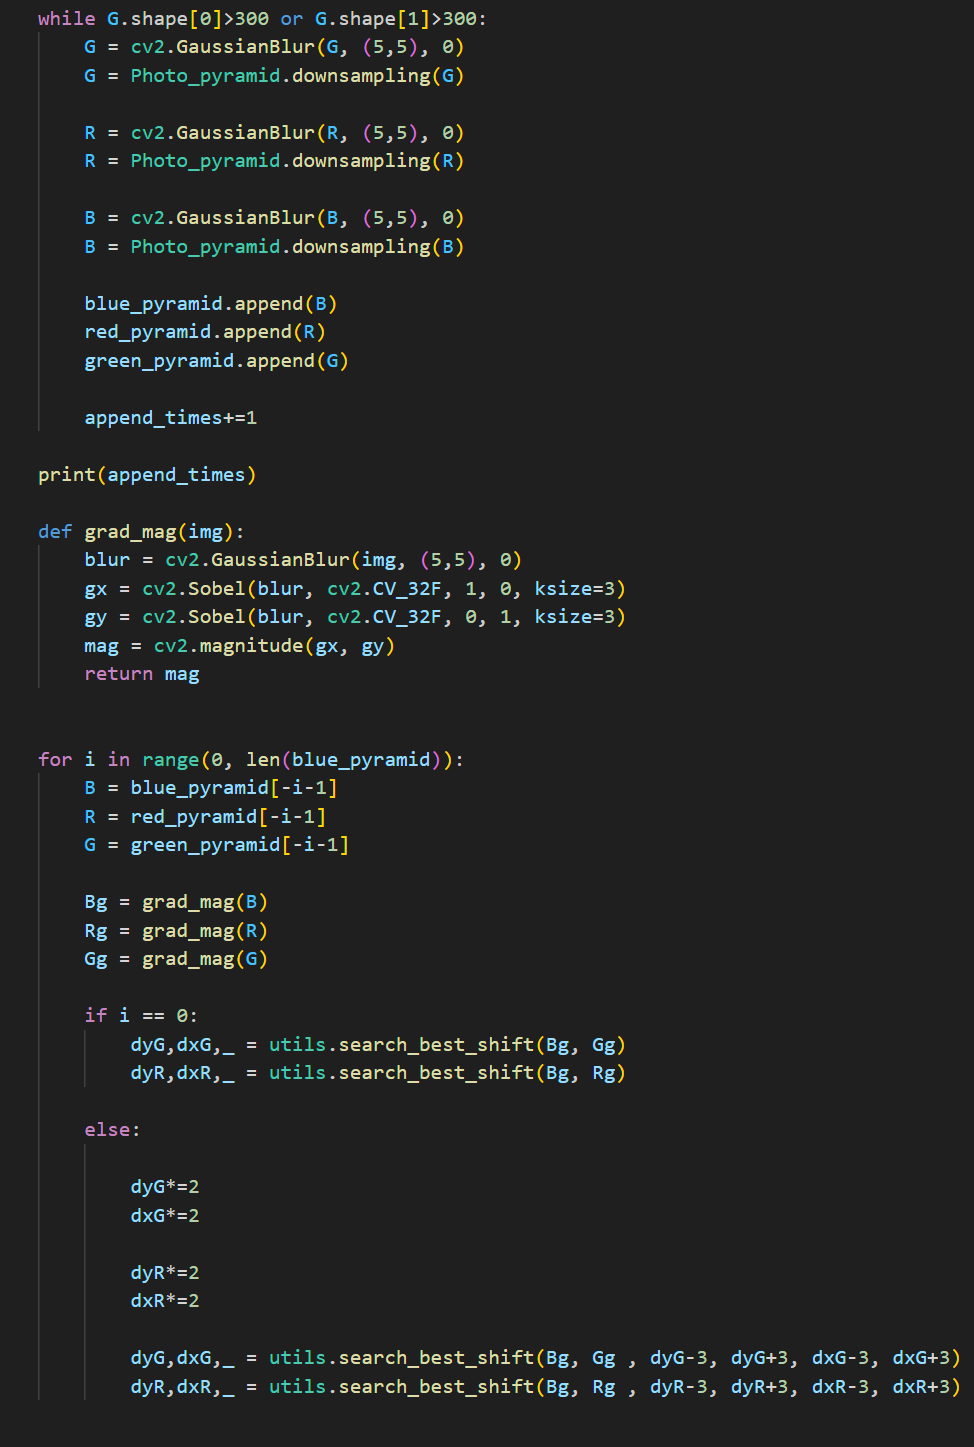 while G.shape[0]>300 or G.shape[1]>300:
    G = cv2.GaussianBlur(G, (5,5), 0)
    G = Photo_pyramid.downsampling(G)

    R = cv2.GaussianBlur(R, (5,5), 0)
    R = Photo_pyramid.downsampling(R)

    B = cv2.GaussianBlur(B, (5,5), 0)
    B = Photo_pyramid.downsampling(B)

    blue_pyramid.append(B)
    red_pyramid.append(R)
    green_pyramid.append(G)

    append_times+=1

print(append_times)

def grad_mag(img):
    blur = cv2.GaussianBlur(img, (5,5), 0)
    gx = cv2.Sobel(blur, cv2.CV_32F, 1, 0, ksize=3)
    gy = cv2.Sobel(blur, cv2.CV_32F, 0, 1, ksize=3)
    mag = cv2.magnitude(gx, gy)
    return mag


for i in range(0, len(blue_pyramid)):
    B = blue_pyramid[-i-1]
    R = red_pyramid[-i-1]
    G = green_pyramid[-i-1]

    Bg = grad_mag(B)
    Rg = grad_mag(R)
    Gg = grad_mag(G)

    if i == 0:
        dyG,dxG,_ = utils.search_best_shift(Bg, Gg)
        dyR,dxR,_ = utils.search_best_shift(Bg, Rg)

    else:

        dyG*=2
        dxG*=2

        dyR*=2
        dxR*=2

        dyG,dxG,_ = utils.search_best_shift(Bg, Gg , dyG-3, dyG+3, dxG-3, dxG+3)
        dyR,dxR,_ = utils.search_best_shift(Bg, Rg , dyR-3, dyR+3, dxR-3, dxR+3)